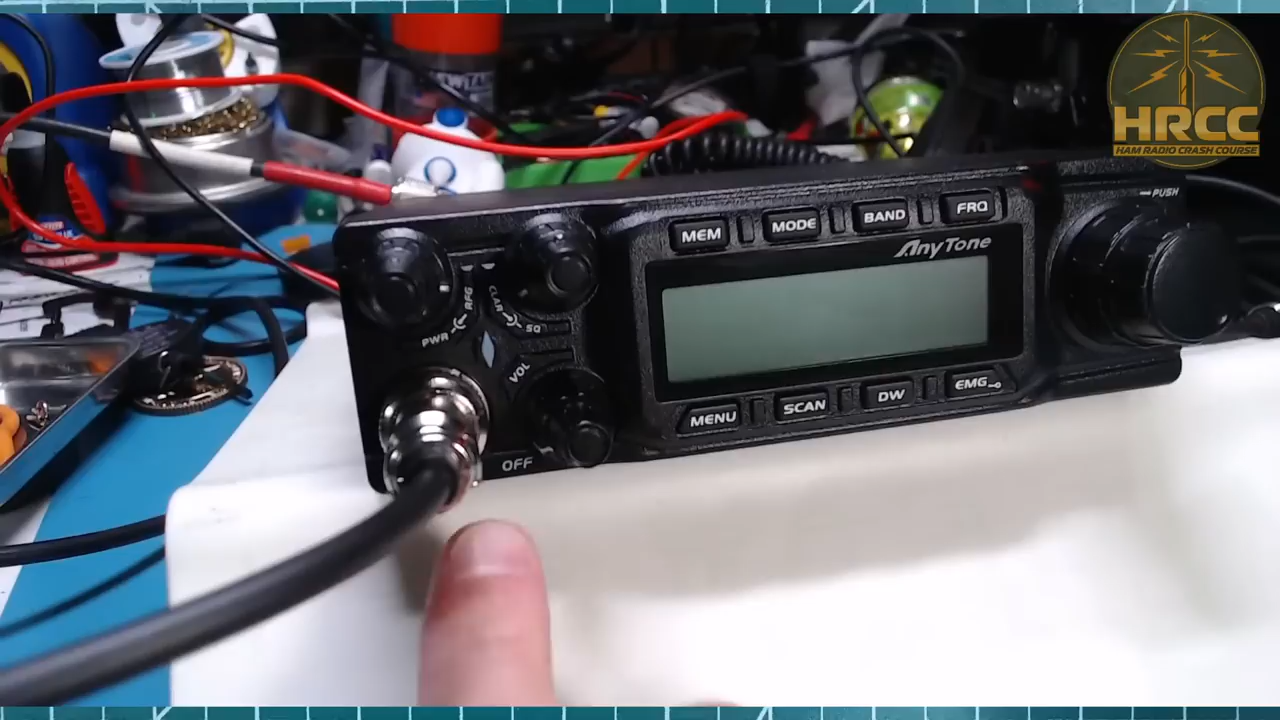 HRCC
HAM RADIO CRASH COURSE
PUSH
MEM
MODE
BAND
FRQ
AnyTone
RFG
CLAR
PWR
SQ
VOL
MENU
SCAN
DW
EMG
OFF